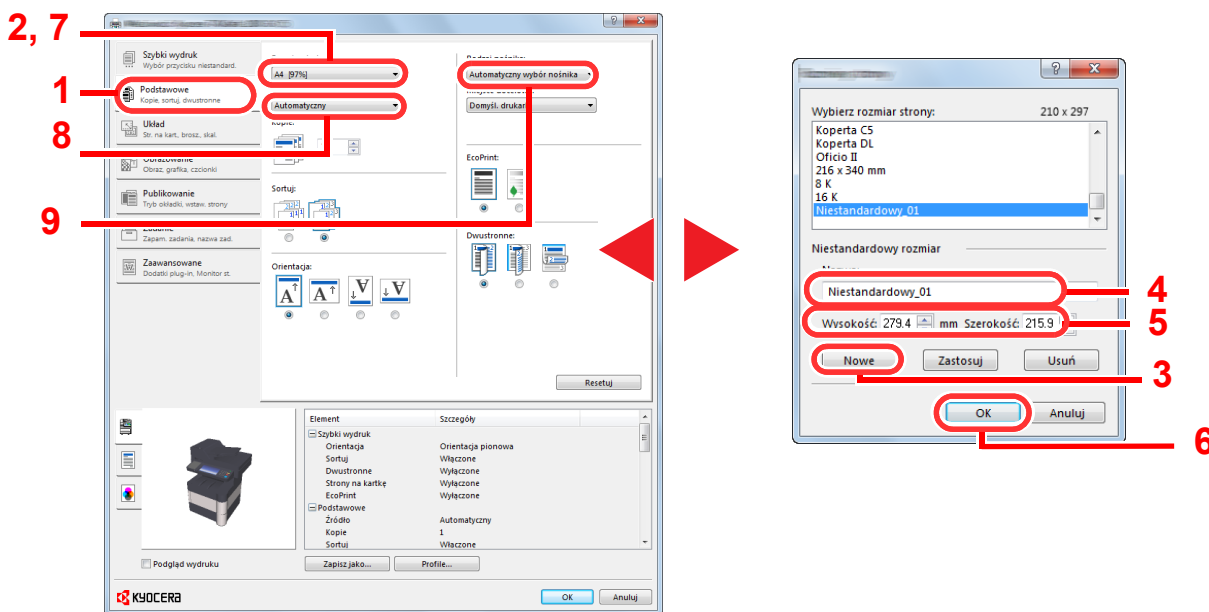 2, 7
1
8
9
Szybki wydruk
Wybór przycisku niestandard.
Podstawowe
Kopie, sortuj, dwustronne
Układ
Str. na kart., brosz., skal.
Obrazowanie
Obraz, grafika, czcionki
Publikowanie
Tryb okładki, wstaw. strony
Zadanie
Zapam. zadania, nazwa zad.
Zaawansowane
Dodatki plug-in, Monitor st.
A4 [97%]
Automatyczny
Kopie:
Sortuj:
Orientacja:
Automatyczny wybór nośnika
Domyśl. drukar
EcoPrint:
Dwustronne:
Resetuj
Element Szczegóły
Szybki wydruk
Orientacja Orientacja pionowa
Sortuj Włączone
Dwustronne Wyłączone
Strony na kartkę Wyłączone
EcoPrint Wyłączone
Podstawowe
Źródło Automatyczny
Kopie 1
Sortuj Włączone
Podgląd wydruku
Zapisz jako...
Profile...
KYOCERA
OK
Anuluj
Wybierz rozmiar strony: 210 x 297
Koperta C5
Koperta DL
Oficio II
216 x 340 mm
8 K
16 K
Niestandardowy_01
Niestandardowy rozmiar
Niestandardowy_01
Wysokość: 279.4 mm Szerokość: 215.9
Nowe
Zastosuj
Usuń
OK
Anuluj
4
5
3
6